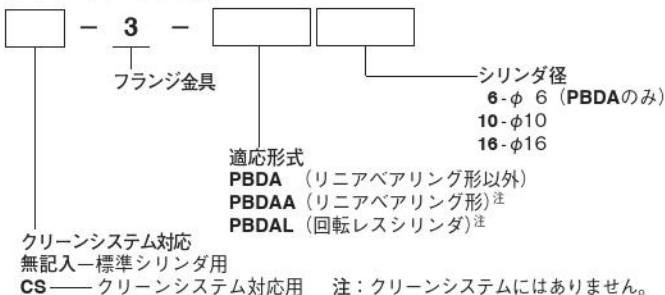 − 3 −
フランジ金具
シリンダ径
6-φ 6（PBDAのみ）
10-φ10
16-φ16
適応形式
PBDA （リニアベアリング形以外）
PBDAA（リニアベアリング形）注
PBDAL（回転レスシリンダ）注
クリーンシステム対応
無記入―標準シリンダ用
CS――クリーンシステム対応用 注：クリーンシステムにはありません。